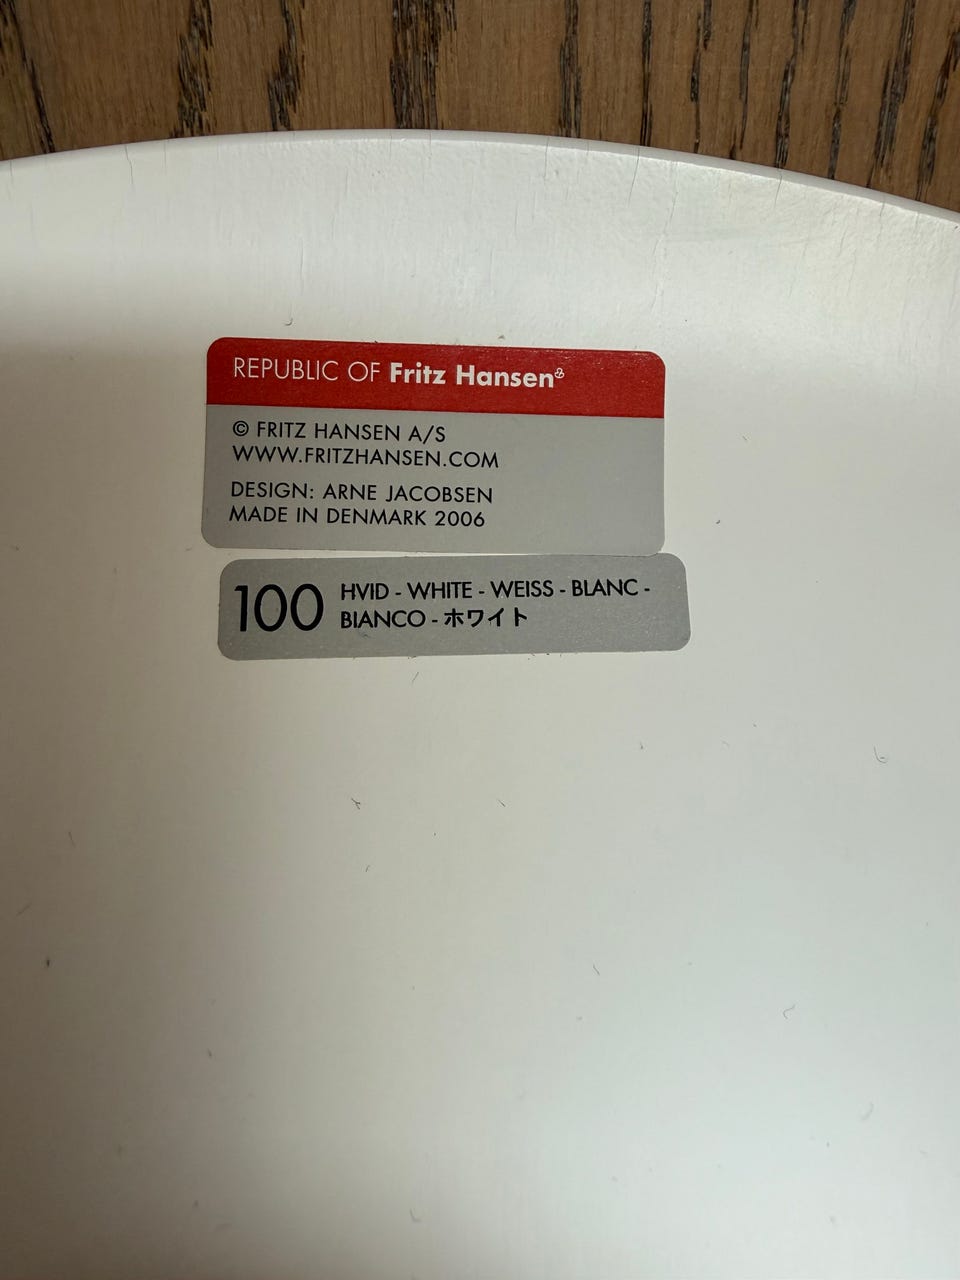 REPUBLIC OF Fritz Hansen
© FRITZ HANSEN A/S
WWW.FRITZHANSEN.COM
DESIGN: ARNE JACOBSEN
MADE IN DENMARK 2006
100 HVID - WHITE - WEISS - BLANC -
BIANCO - ホワイト